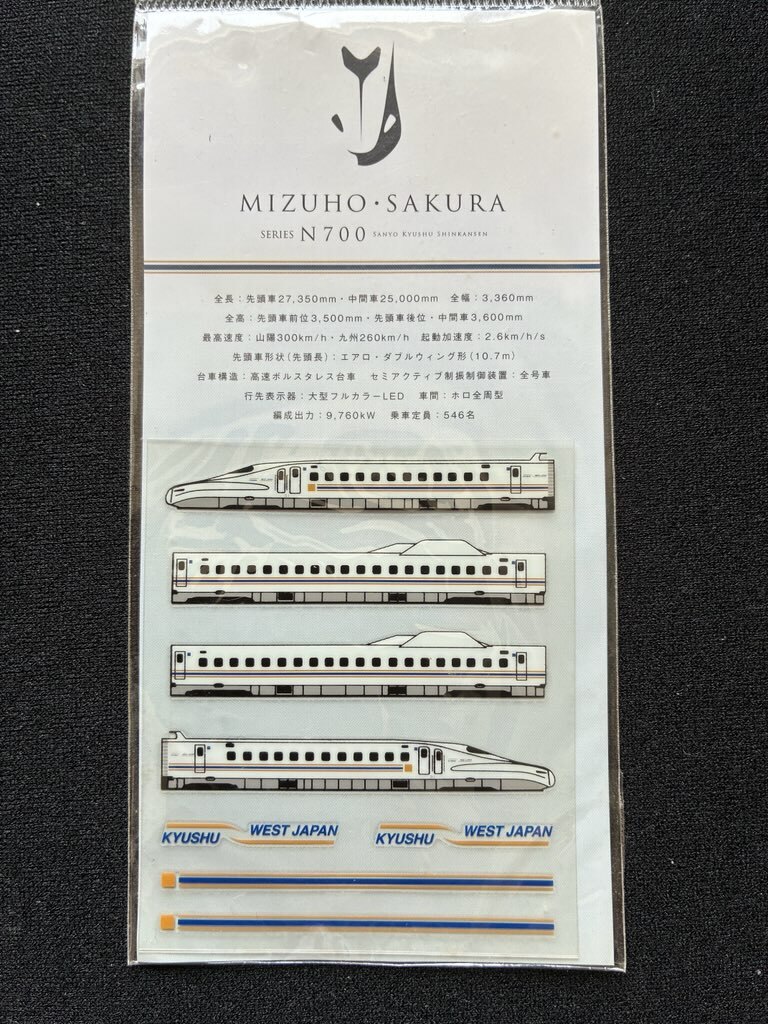 MIZUHO・SAKURA
SERIES N700 SANYO KYUSHU SHINKANSEN
全長：先頭車27,350mm・中間車25,000mm 全幅：3,360mm
全高：先頭車前位3,500mm・先頭車後位・中間車3,600mm
最高速度：山陽300km/h・九州260km/h 起動加速度：2.6km/h/s
先頭車形状（先頭長）：エアロ・ダブルウィング形（10.7m）
台車構造：高速ボルスタレス台車 セミアクティブ制振制御装置：全号車
行先表示器：大型フルカラーLED 車間：ホロ全周型
編成出力：9,760kW 乗車定員：546名
KYUSHU WEST JAPAN KYUSHU WEST JAPAN